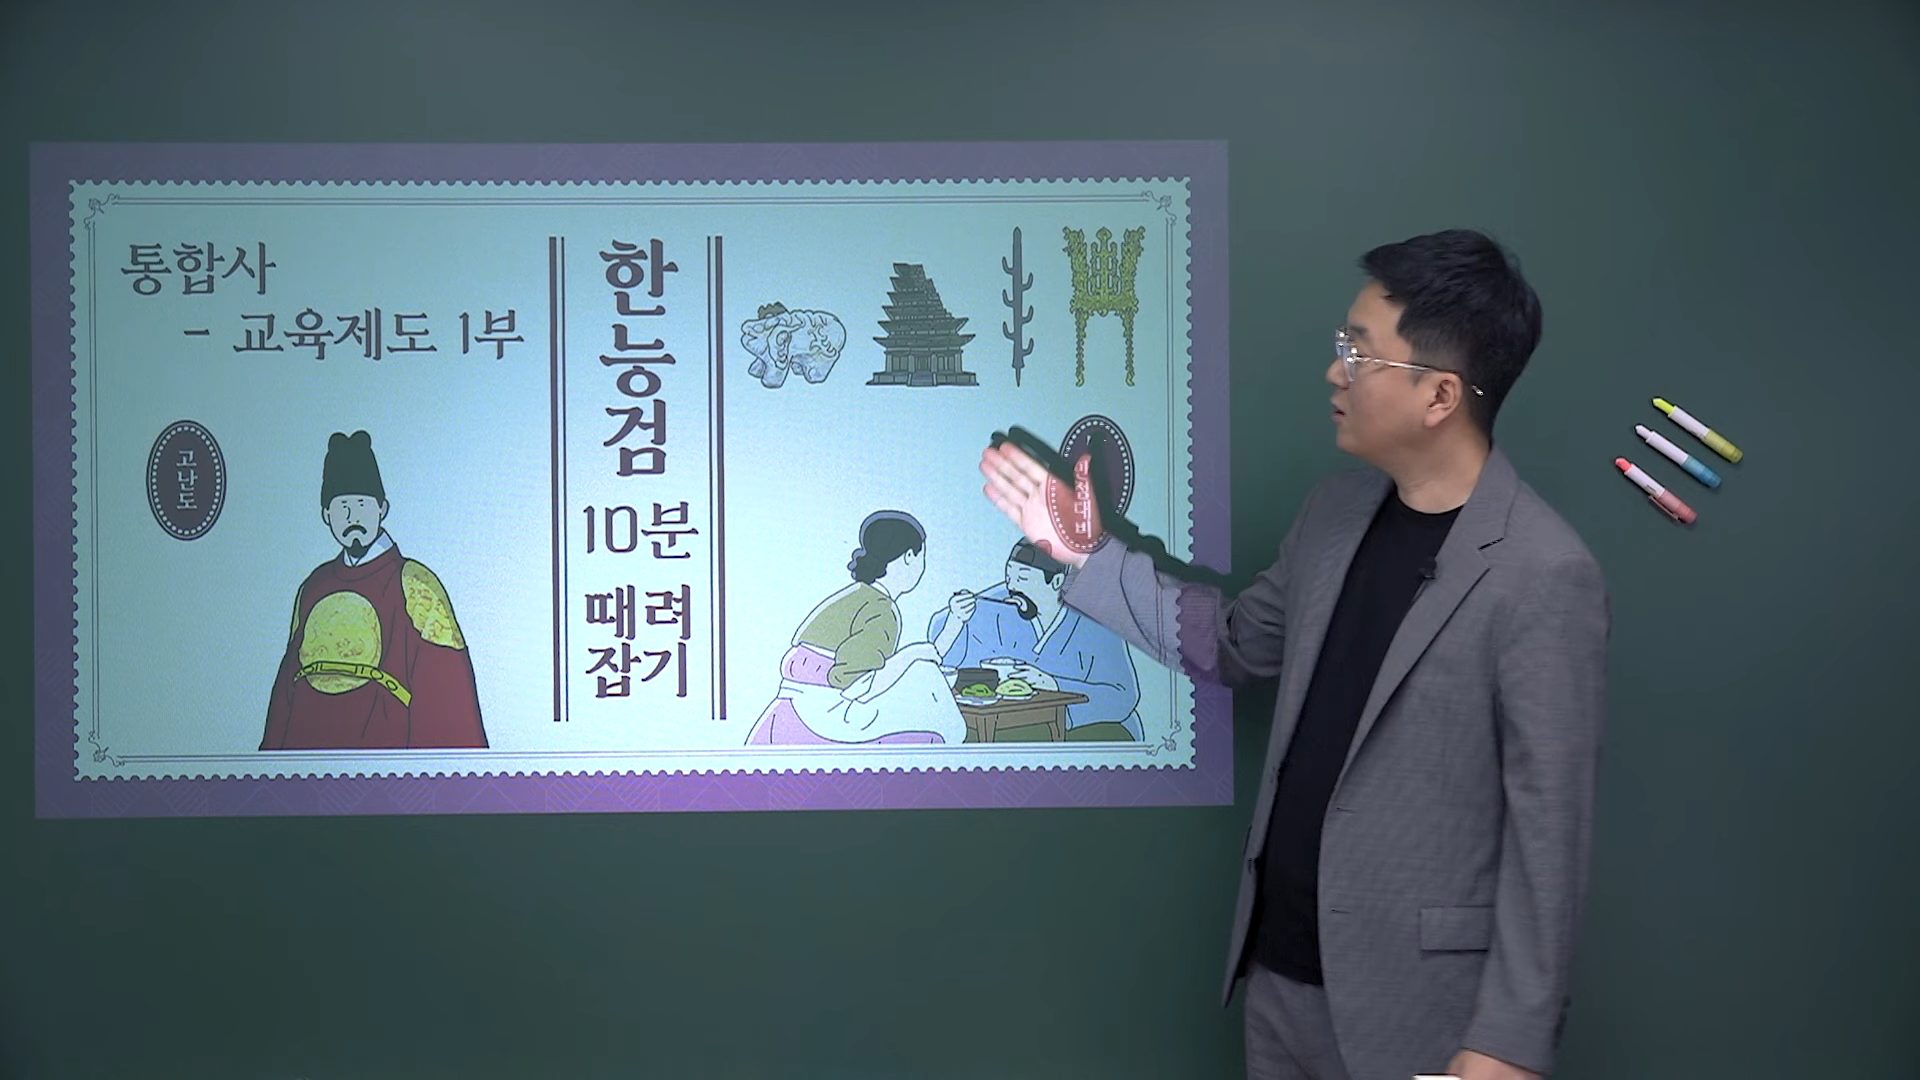 통합사
- 교육제도 1부
고난도
한능검
10분
때려
잡기